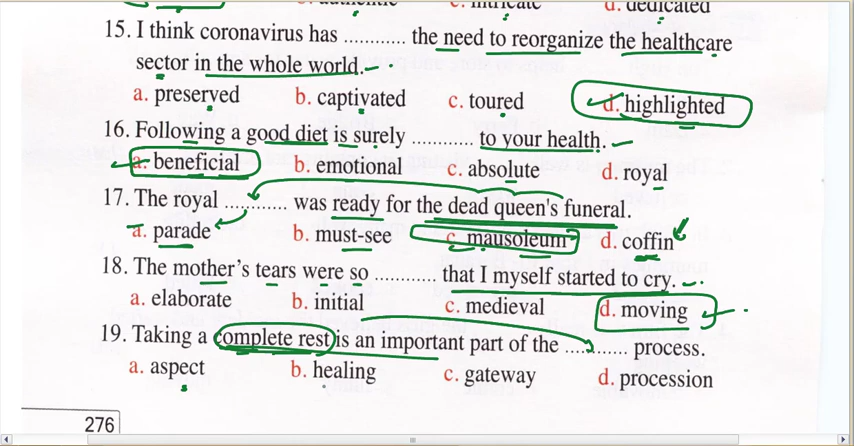 b. authentic c. intricate d. dedicated
15. I think coronavirus has ........... the need to reorganize the healthcare
sector in the whole world.
a. preserved b. captivated c. toured d. highlighted
16. Following a good diet is surely ........... to your health.
a. beneficial b. emotional c. absolute d. royal
17. The royal ........... was ready for the dead queen's funeral.
a. parade b. must-see c. mausoleum d. coffin
18. The mother's tears were so ........... that I myself started to cry.
a. elaborate b. initial c. medieval d. moving
19. Taking a complete rest is an important part of the ........... process.
a. aspect b. healing c. gateway d. procession
276